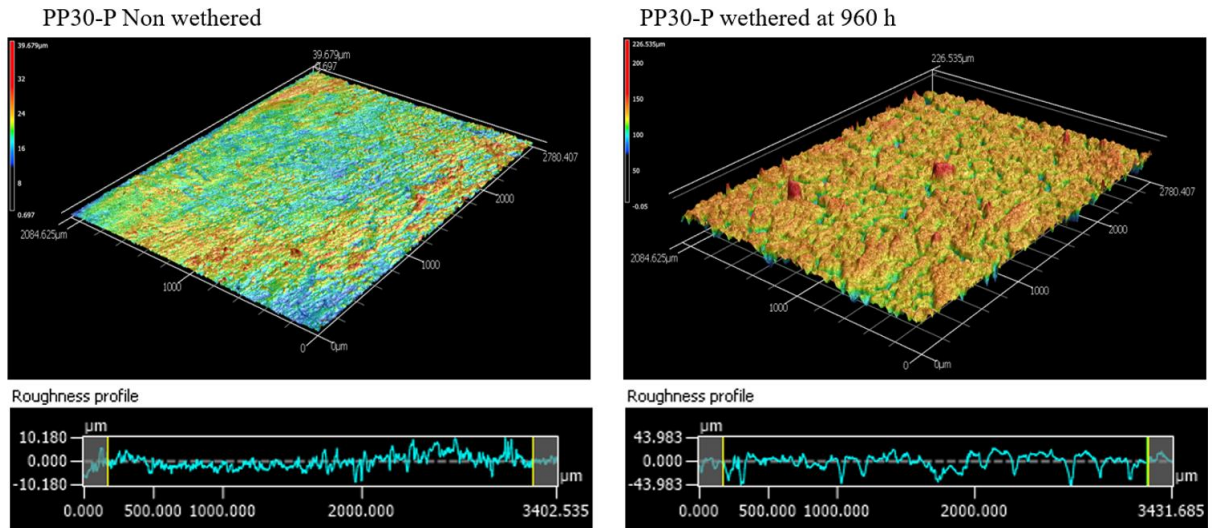 PP30-P Non wethered
39.679µm
32
24
16
8
0.697
39.679µm
2780.407
2000
1000
2084.625µm
1000
0
0µm
Roughness profile
µm
10.180
0.000
-10.180
µm
0.000
500.000
1000.000
2000.000
3402.535
PP30-P wethered at 960 h
226.535µm
200
150
100
50
-0.05
226.535µm
2780.407
2000
1000
2084.625µm
1000
0
0µm
Roughness profile
µm
43.983
0.000
-43.983
µm
0.000
500.000
1000.000
2000.000
3431.685